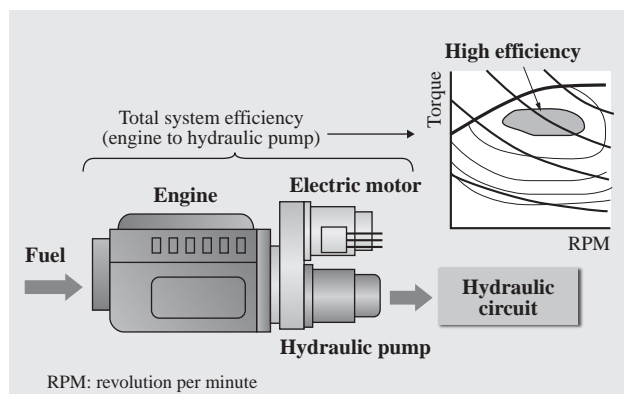 High efficiency
Torque
RPM
Total system efficiency
(engine to hydraulic pump)
Engine
Electric motor
Fuel
Hydraulic
circuit
Hydraulic pump
RPM: revolution per minute